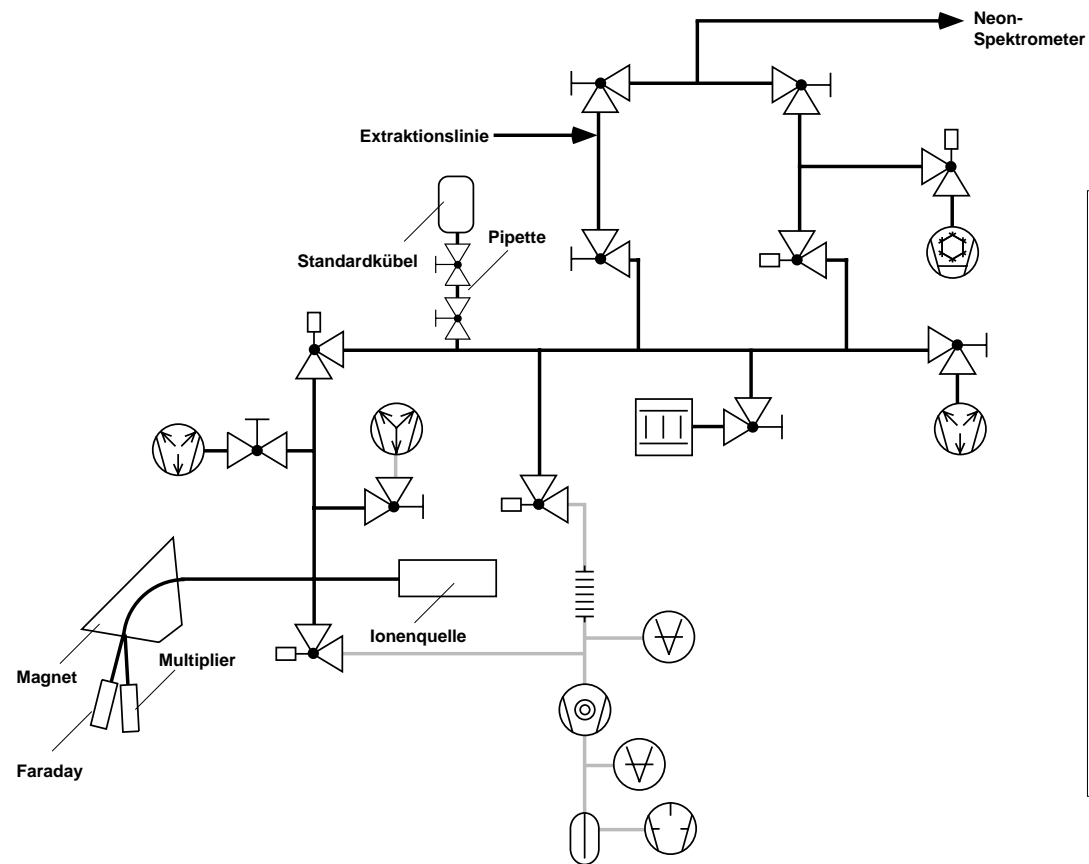 Neon-
Spektrometer
Extraktionslinie
Pipette
Standardkübel
Ionenquelle
Multiplier
Magnet
Faraday